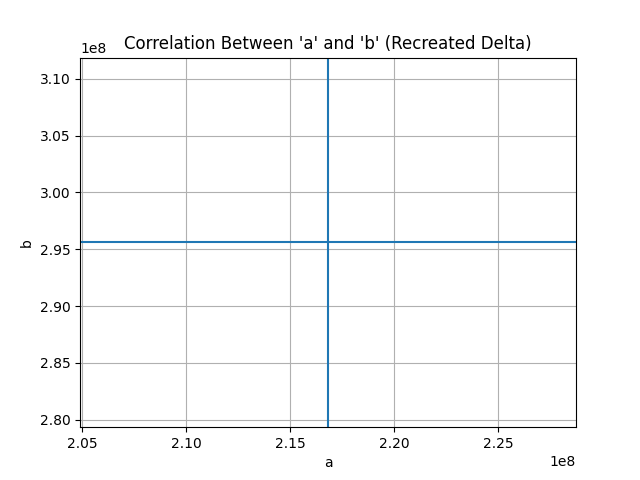 Correlation Between 'a' and 'b' (Recreated Delta)
1e8
3.10
3.05
3.00
2.95
2.90
2.85
2.80
b
2.05
2.10
2.15
2.20
2.25
a
1e8